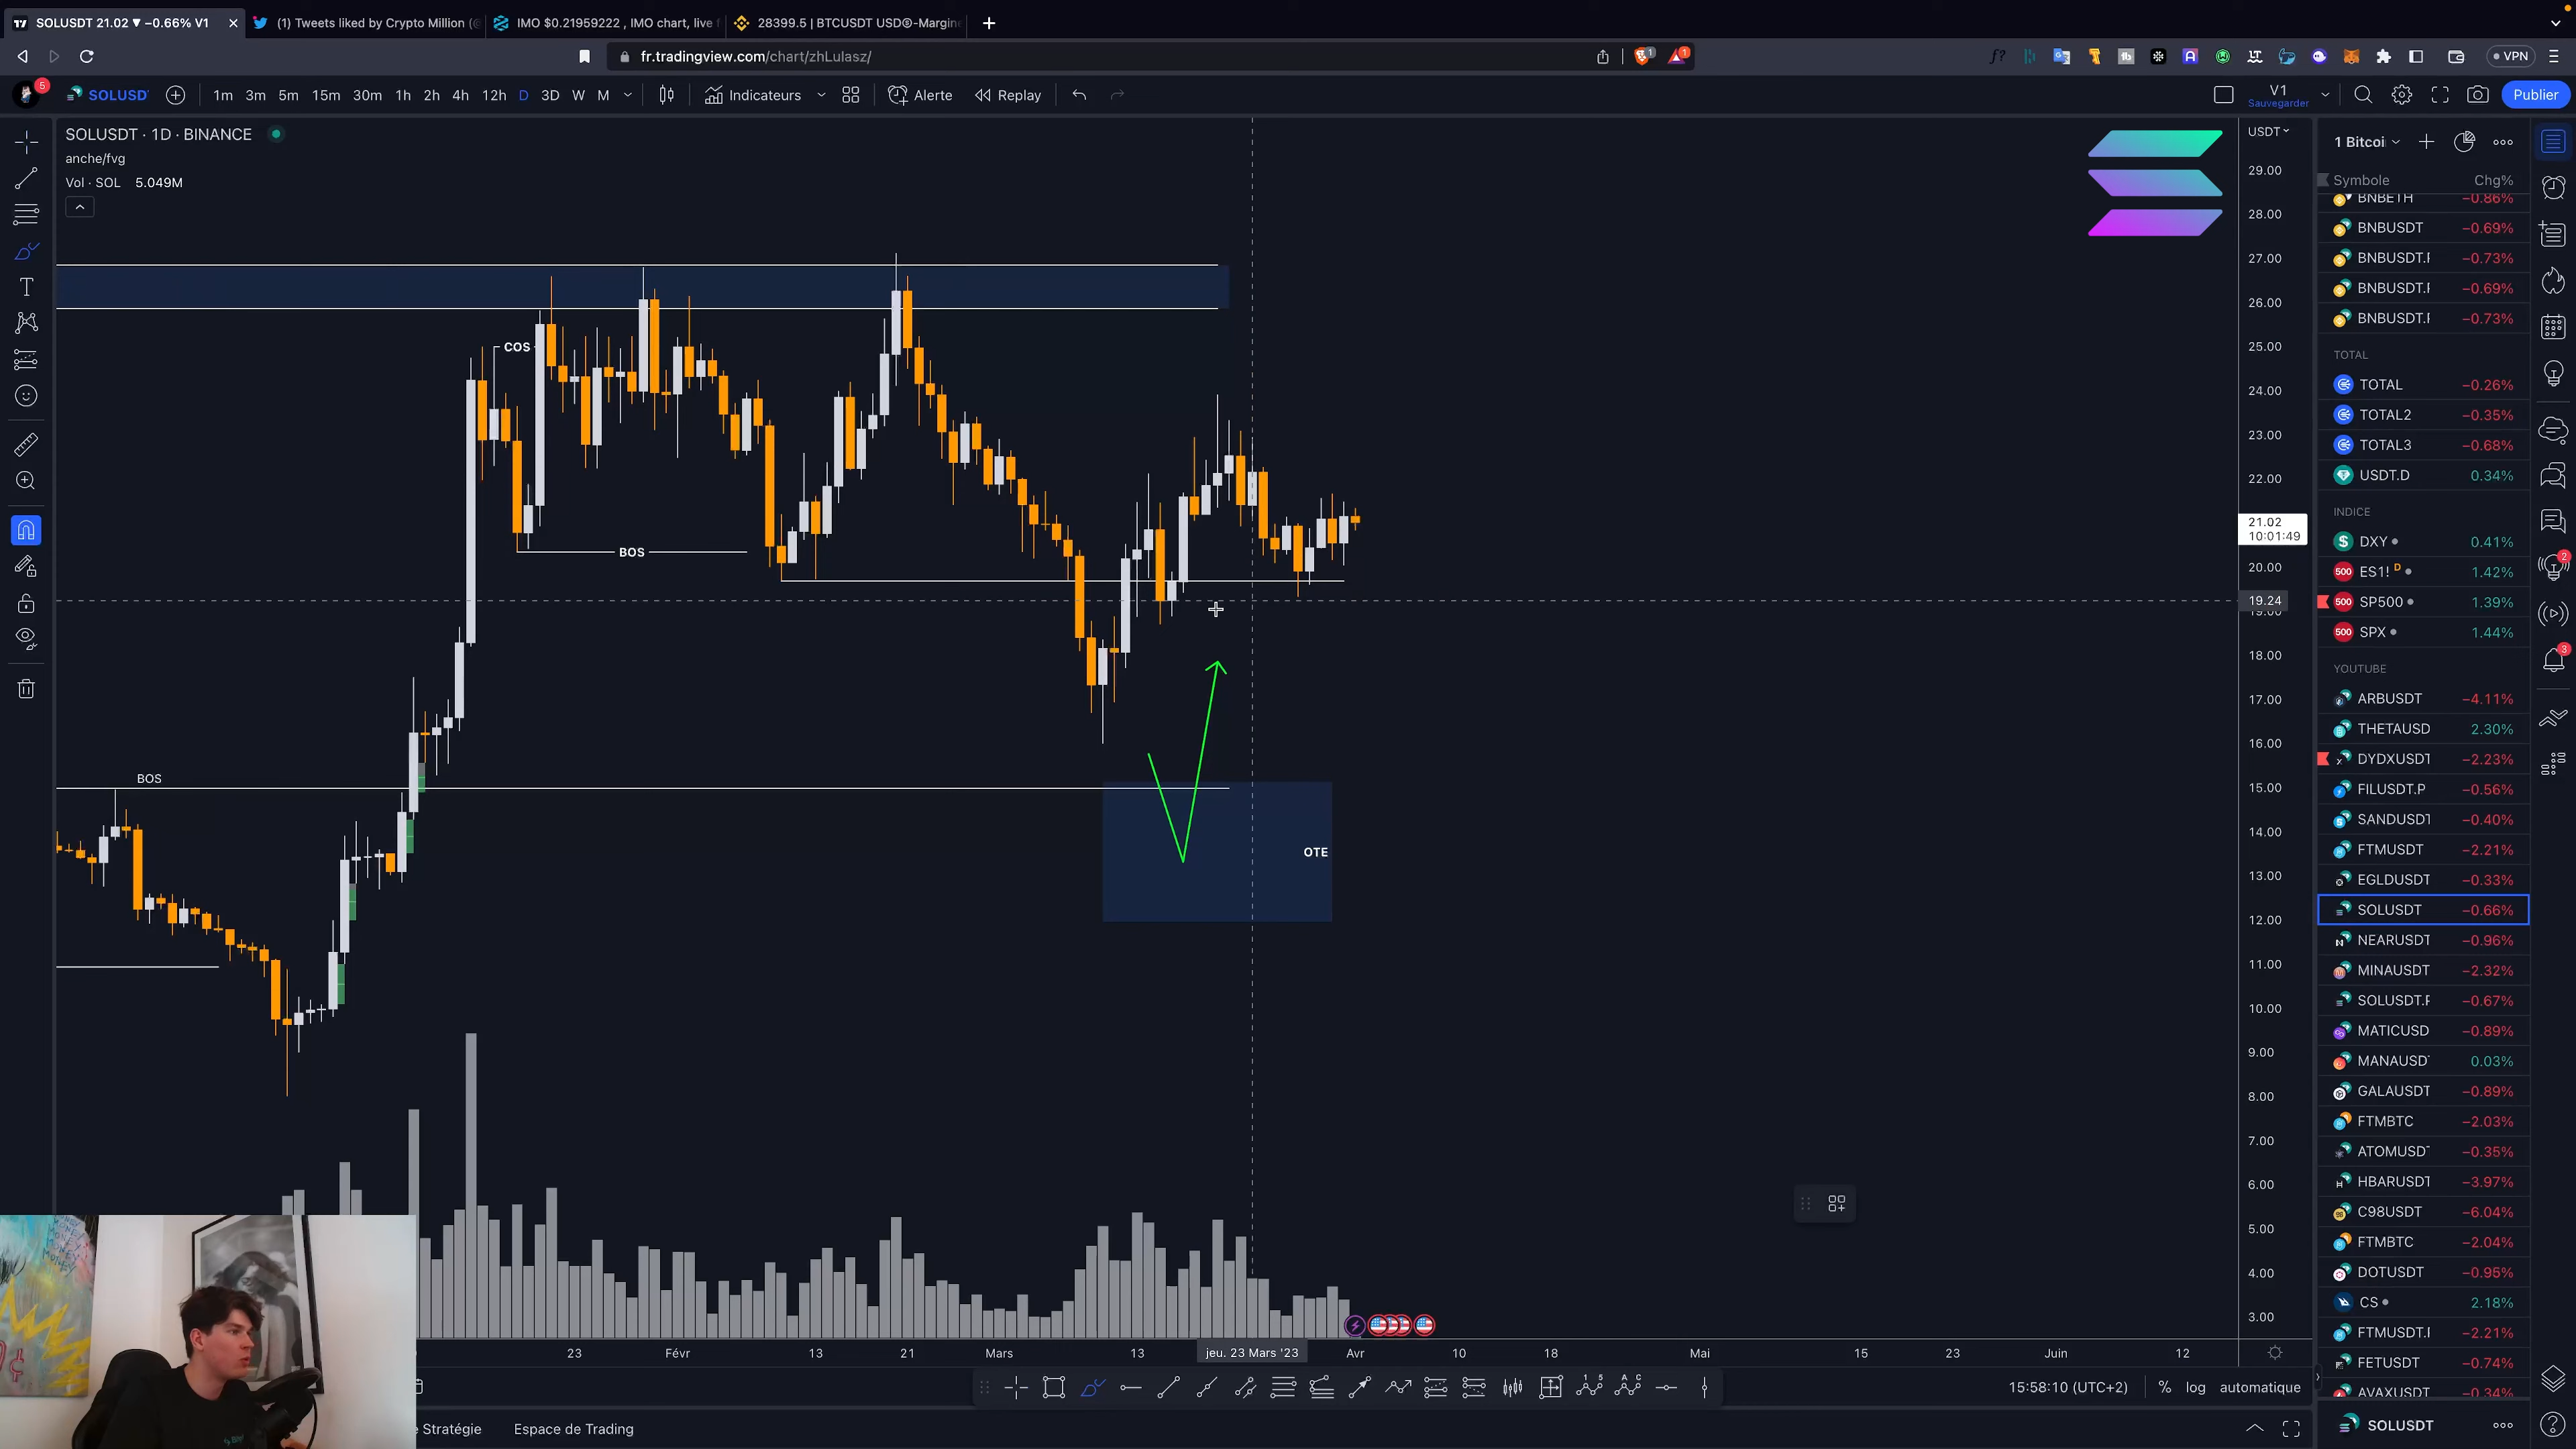 SOLUSDT 21.02 ▼ −0.66% V1
(1) Tweets liked by Crypto Million (@
IMO $0.21959222 , IMO chart, live
28399.5 | BTCUSDT USD®-Margine
fr.tradingview.com/chart/zhLulasz/
VPN
5
SOLUSD
1m 3m 5m 15m 30m 1h 2h 4h 12h D 3D W M
Indicateurs
Alerte
Replay
V1
Sauvegarder
Publier
SOLUSDT · 1D · BINANCE
anche/fvg
Vol · SOL 5.049M
COS
BOS
BOS
OTE
USDT
29.00
28.00
27.00
26.00
25.00
24.00
23.00
22.00
21.02
10:01:49
20.00
19.24
19.00
18.00
17.00
16.00
15.00
14.00
13.00
12.00
11.00
10.00
9.00
8.00
7.00
6.00
5.00
4.00
3.00
23 Févr 13 21 Mars 13 jeu. 23 Mars '23 Avr 10 18 Mai 15 23 Juin 12
1 Bitcoi
Symbole Chg%
BNBETH −0.86%
BNBUSDT −0.69%
BNBUSDT.F −0.73%
BNBUSDT.F −0.69%
BNBUSDT.F −0.73%
TOTAL
TOTAL −0.26%
TOTAL2 −0.35%
TOTAL3 −0.68%
USDT.D 0.34%
INDICE
DXY 0.41%
ES1! D 1.42%
SP500 1.39%
SPX 1.44%
YOUTUBE
ARBUSDT −4.11%
THETAUSD 2.30%
DYDXUSDT −2.23%
FILUSDT.P −0.56%
SANDUSDT −0.40%
FTMUSDT −2.21%
EGLDUSDT −0.33%
SOLUSDT −0.66%
NEARUSDT −0.96%
MINAUSDT −2.32%
SOLUSDT.F −0.67%
MATICUSD −0.89%
MANAUSDT 0.03%
GALAUSDT −0.89%
FTMBTC −2.03%
ATOMUSDT −0.35%
HBARUSDT −3.97%
C98USDT −6.04%
FTMBTC −2.04%
DOTUSDT −0.95%
CS 2.18%
FTMUSDT.I −2.21%
FETUSDT −0.74%
AVAXUSDT −0.34%
SOLUSDT
15:58:10 (UTC+2) % log automatique
Stratégie Espace de Trading